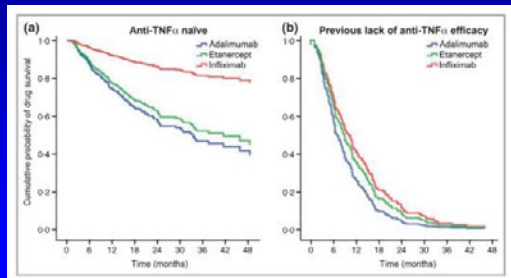 (a) Anti-TNFα naïve
Adalimumab
Etanercept
Infliximab
Cumulative probability of drug survival
1·0
0·8
0·6
0·4
0·2
0·0
0 6 12 18 24 30 36 42 48
Time (months)
(b) Previous lack of anti-TNFα efficacy
Adalimumab
Etanercept
Infliximab
1·0
0·8
0·6
0·4
0·2
0·0
0 6 12 18 24 30 36 42 48
Time (months)